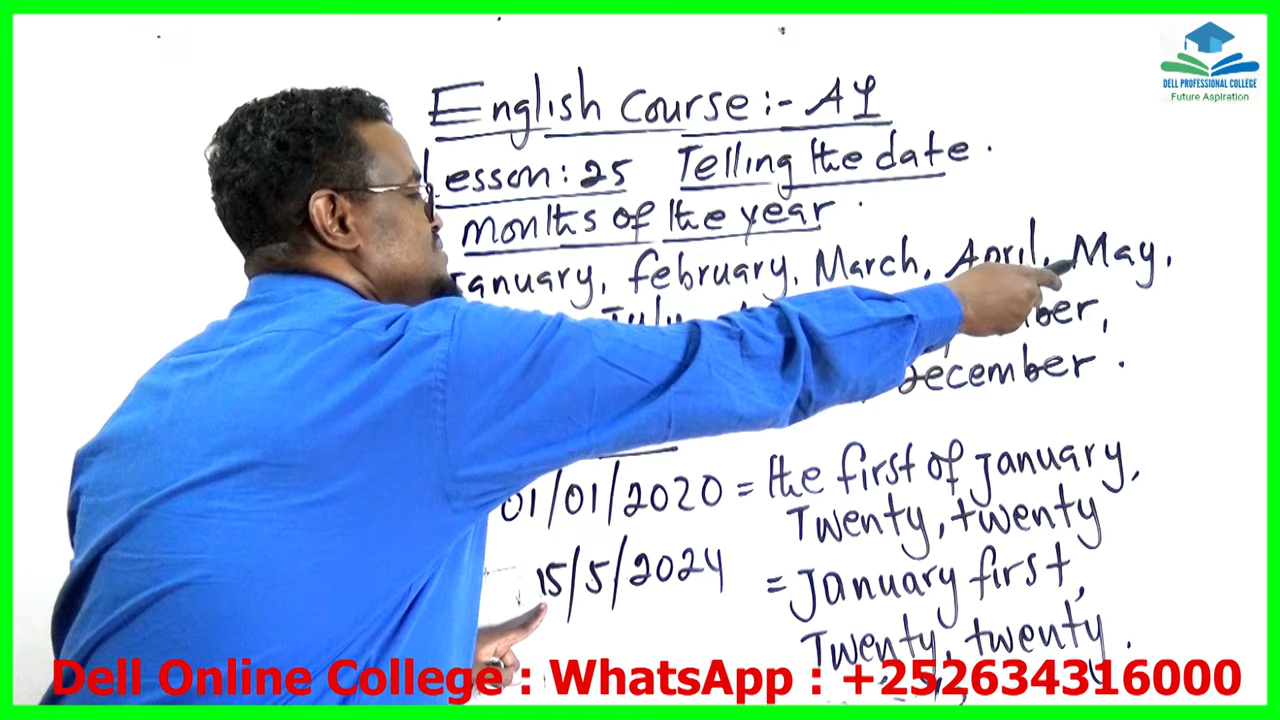 DELL PROFESSIONAL COLLEGE
Future Aspiration
English Course :- A1
Lesson: 25 Telling the date.
months of the year.
January, february, March, April, May,
July,
December.
01/01/2020 = the first of january,
Twenty, twenty
15/5/2024
= january first,
Twenty, twenty.
Dell Online College : WhatsApp : +252634316000